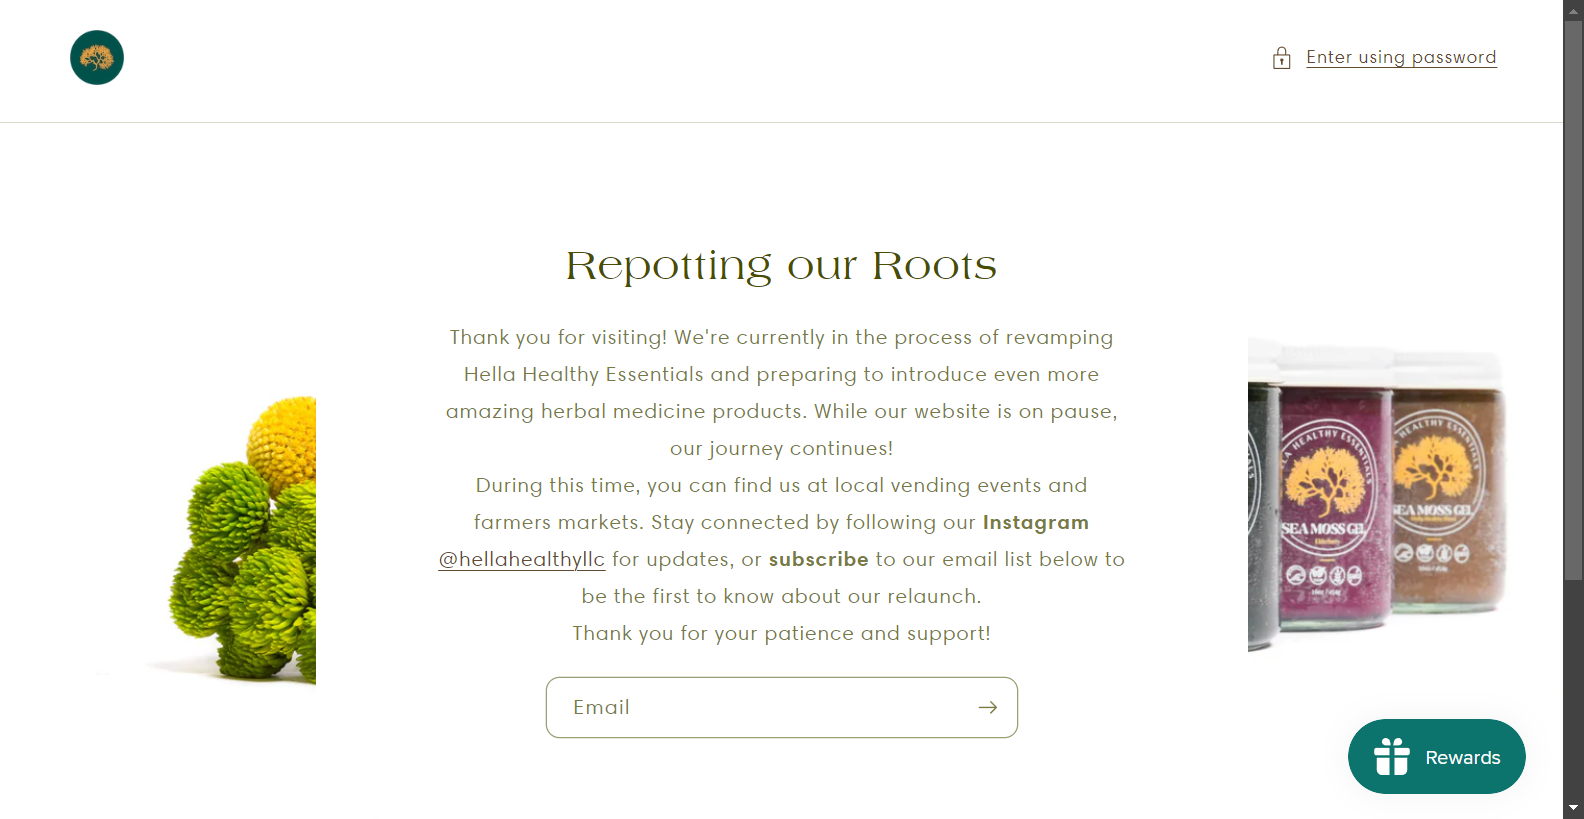 Enter using password
Repotting our Roots
Thank you for visiting! We're currently in the process of revamping
Hella Healthy Essentials and preparing to introduce even more
amazing herbal medicine products. While our website is on pause,
our journey continues!
During this time, you can find us at local vending events and
farmers markets. Stay connected by following our Instagram
@hellahealthyllc for updates, or subscribe to our email list below to
be the first to know about our relaunch.
Thank you for your patience and support!
Email
HEALTHY ESSENTIALS
SEA MOSS GEL
Elderberry
HEALTHY ESSENTIALS
SEA MOSS GEL
Rewards